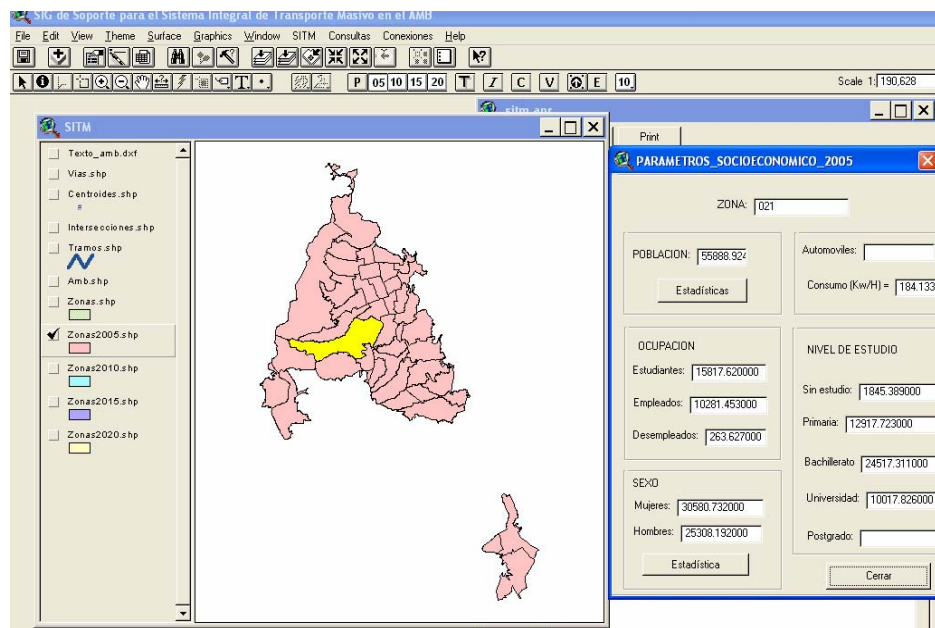 SIG de Soporte para el Sistema Integral de Transporte Masivo en el AMB
File Edit View Theme Surface Graphics Window SITM Consultas Conexiones Help
P 05 10 15 20 T I C V E 10. Scale 1: 190,628
sitm.apr
Print
SITM
Texto_amb.dxf
Vias.shp
Centroides.shp
Intersecciones.shp
Tramos.shp
Amb.shp
Zonas.shp
Zonas2005.shp
Zonas2010.shp
Zonas2015.shp
Zonas2020.shp
PARAMETROS_SOCIOECONOMICO_2005
ZONA: 021
POBLACION: 55888.924
Estadísticas
Automoviles:
Consumo (Kw/H) = 184.133
OCUPACION
Estudiantes: 15817.620000
Empleados: 10281.453000
Desempleados: 263.627000
NIVEL DE ESTUDIO
Sin estudio: 1845.389000
Primaria: 12917.723000
Bachillerato 24517.311000
Universidad: 10017.826000
Postgrado:
SEXO
Mujeres: 30580.732000
Hombres: 25308.192000
Estadística
Cerrar